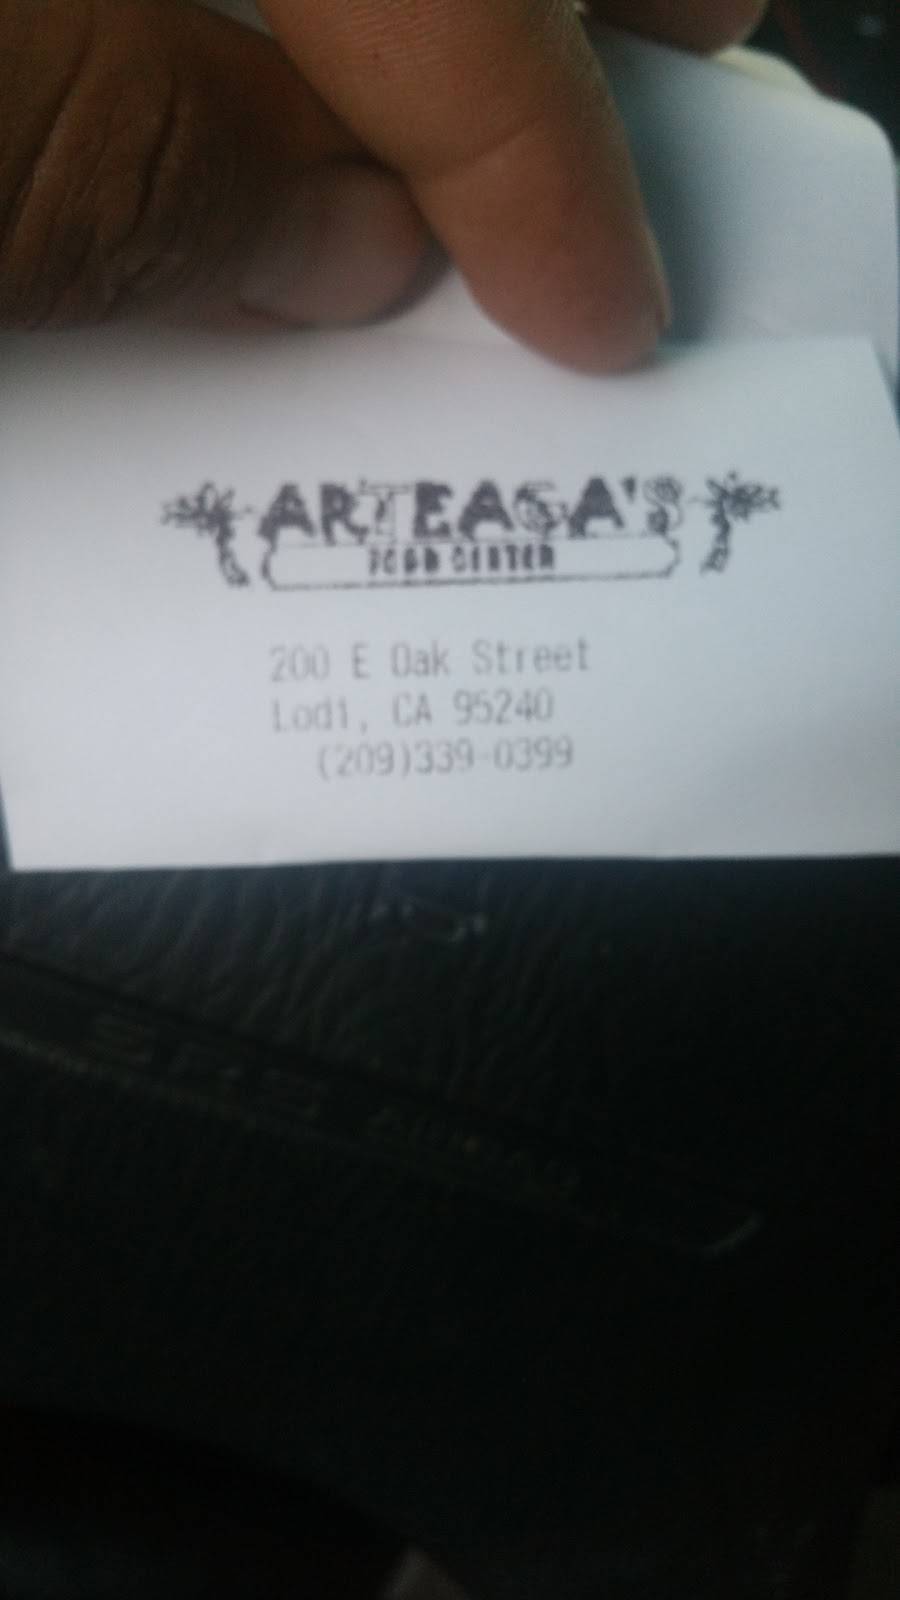 ARTEAGA'S
FOOD CENTER
200 E Oak Street
Lodi, CA 95240
(209)339-0399